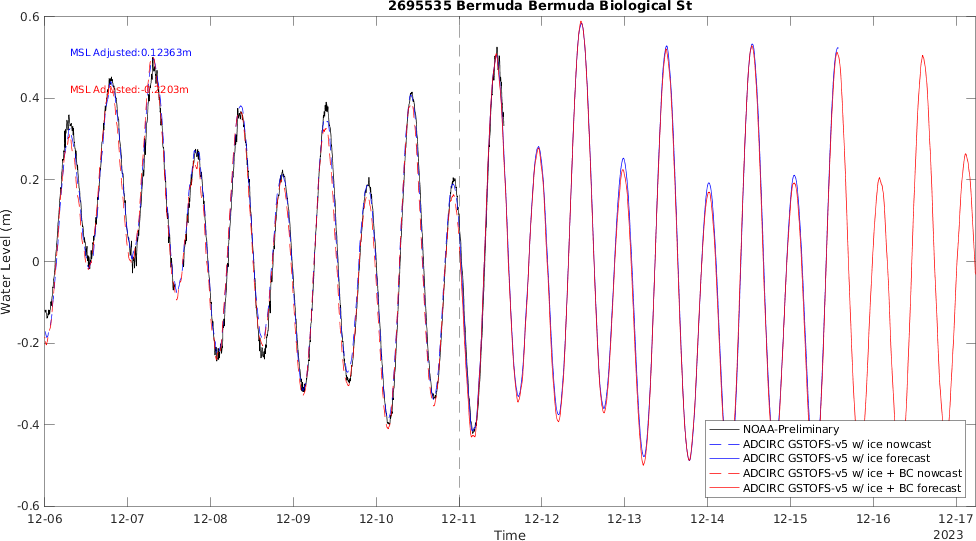 2695535 Bermuda Bermuda Biological St
MSL Adjusted:0.12363m
MSL Adjusted:-0.2203m
Water Level (m)
0.6
0.4
0.2
0
-0.2
-0.4
-0.6
NOAA-Preliminary
ADCIRC GSTOFS-v5 w/ ice nowcast
ADCIRC GSTOFS-v5 w/ ice forecast
ADCIRC GSTOFS-v5 w/ ice + BC nowcast
ADCIRC GSTOFS-v5 w/ ice + BC forecast
12-06 12-07 12-08 12-09 12-10 12-11 12-12 12-13 12-14 12-15 12-16 12-17
Time
2023